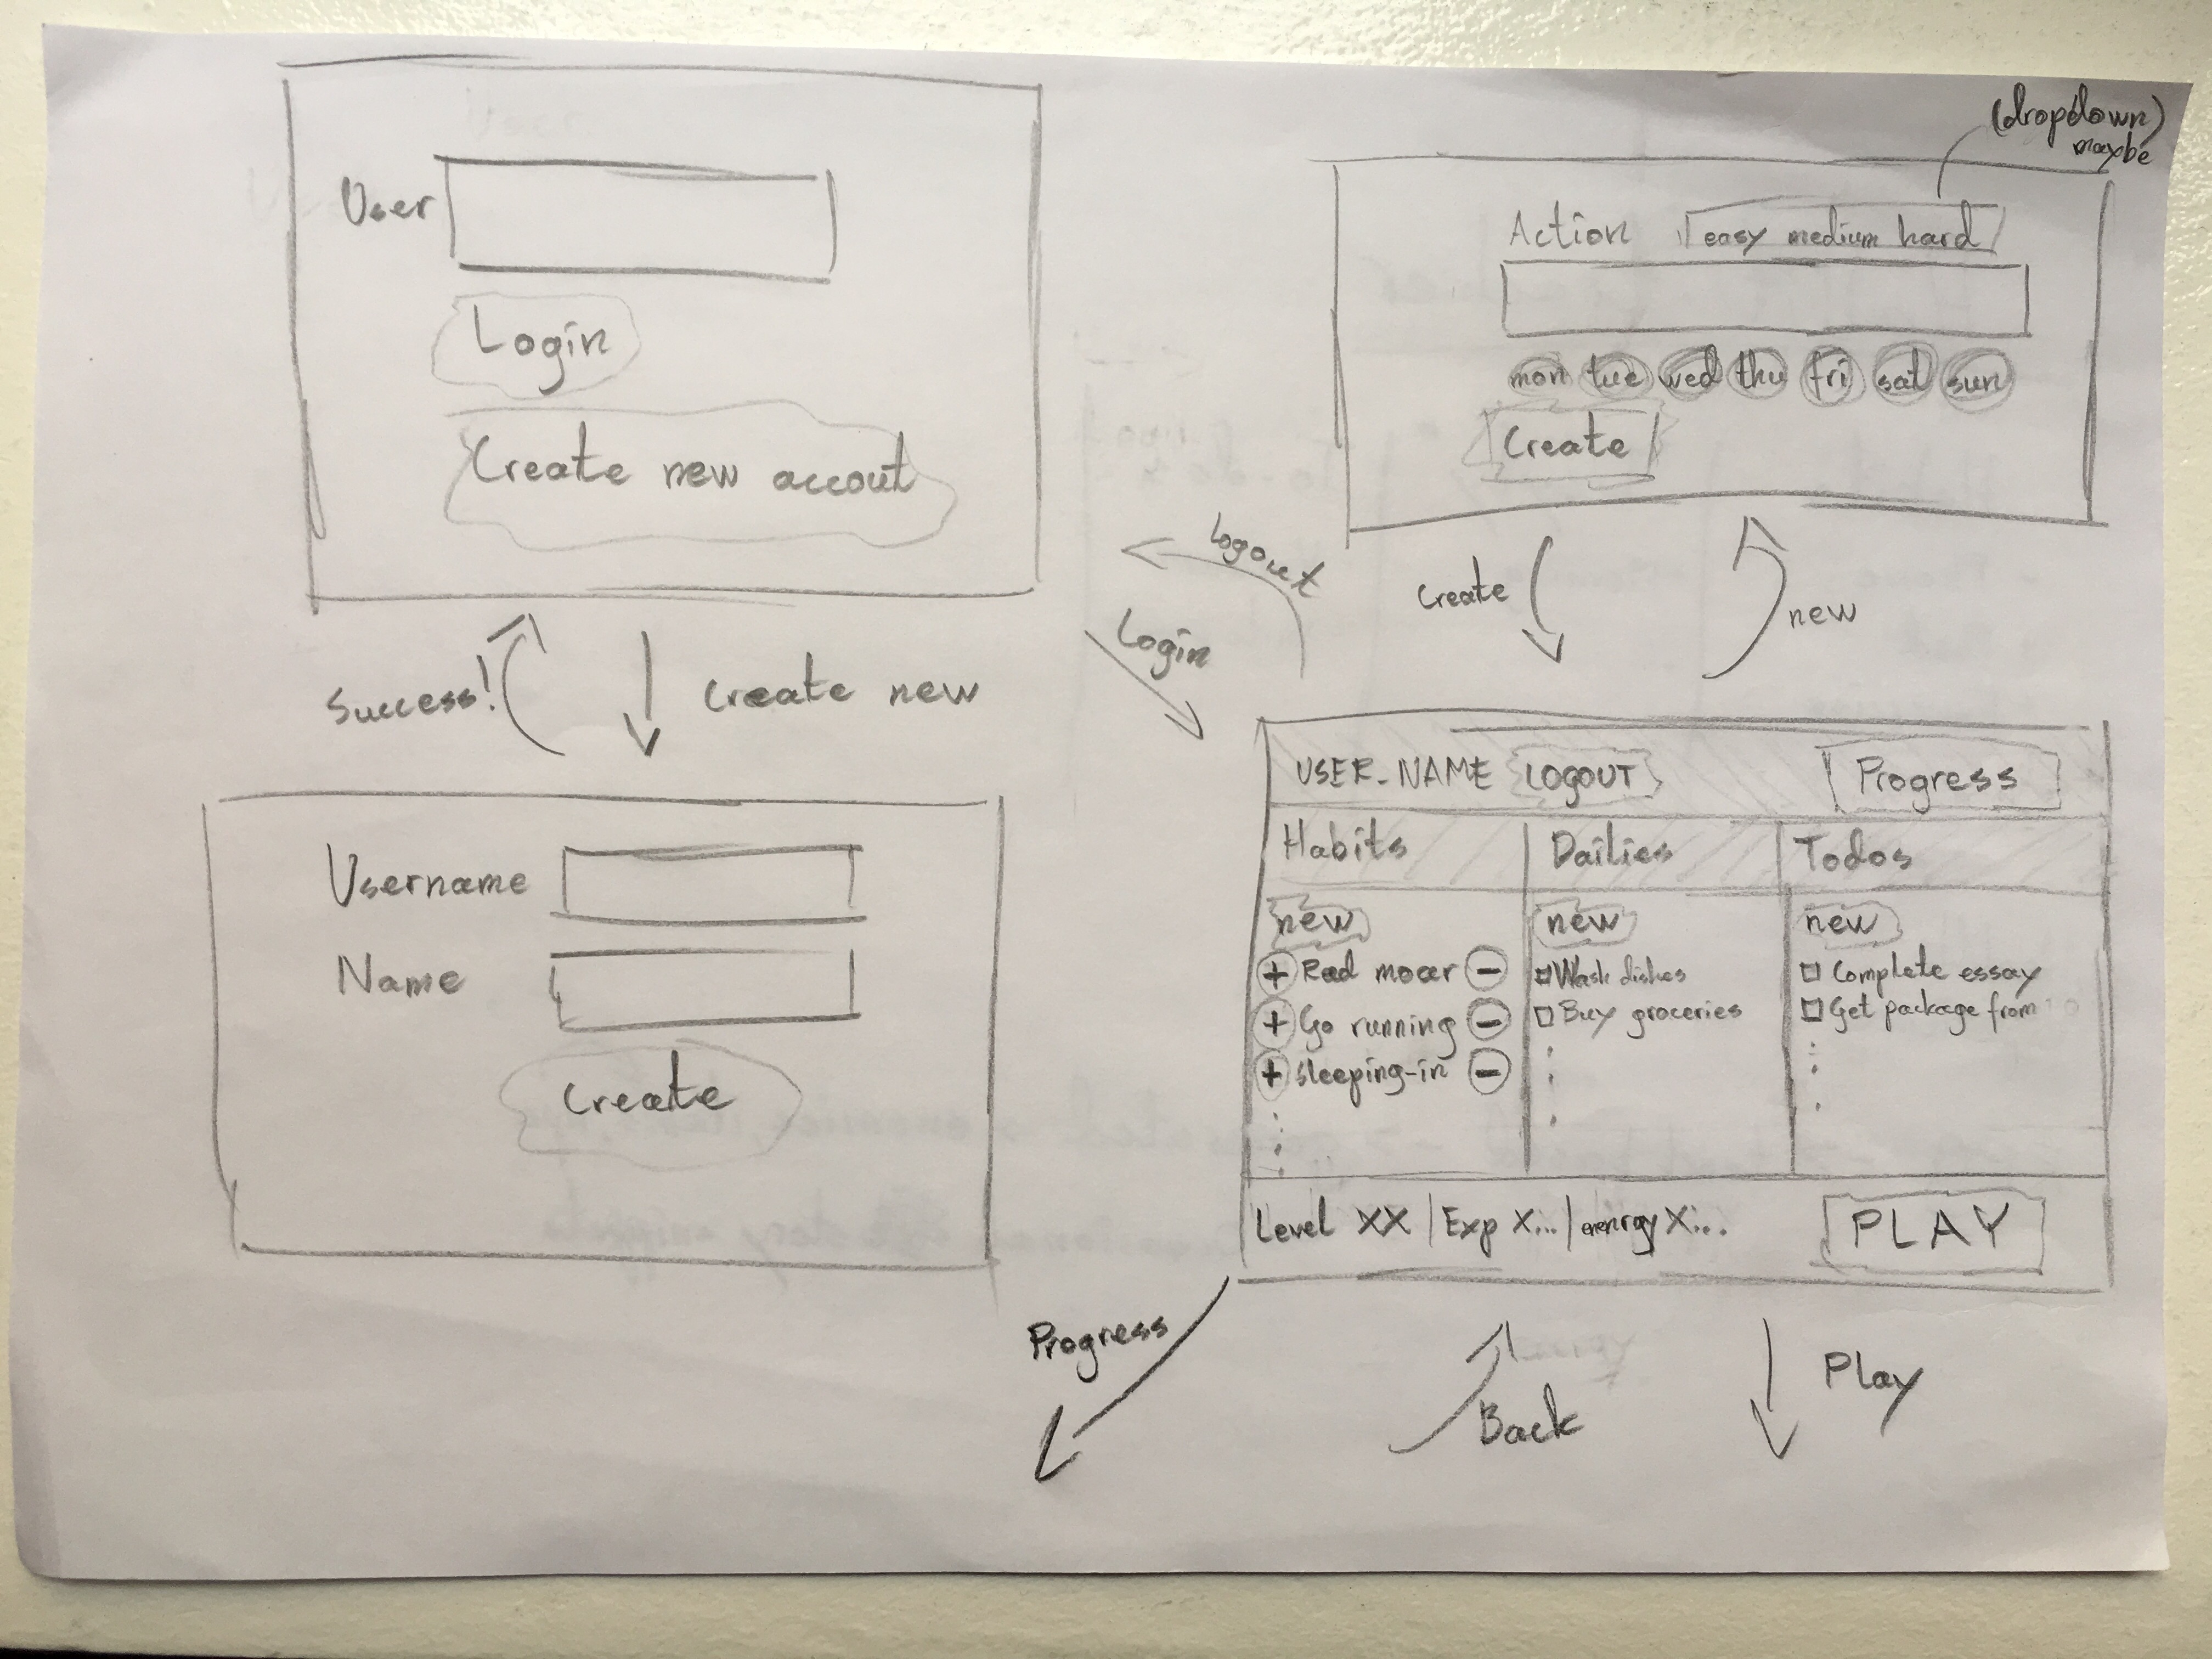 User
Login
Create new accout
Success!
Create new
Username
Name
Create
logout
Login
(dropdown)
maybe
Action easy medium hard
mon tue wed thu fri sat sun
Create
Create
new
USER_NAME LOGOUT Progress
Habits Dailies Todos
new new new
+ Read moar − Wash dishes Complete essay
+ Go running − Buy groceries Get package from
+ Sleeping-in −
Level XX | Exp X... | enenrgy X... PLAY
Progress
Back
Play